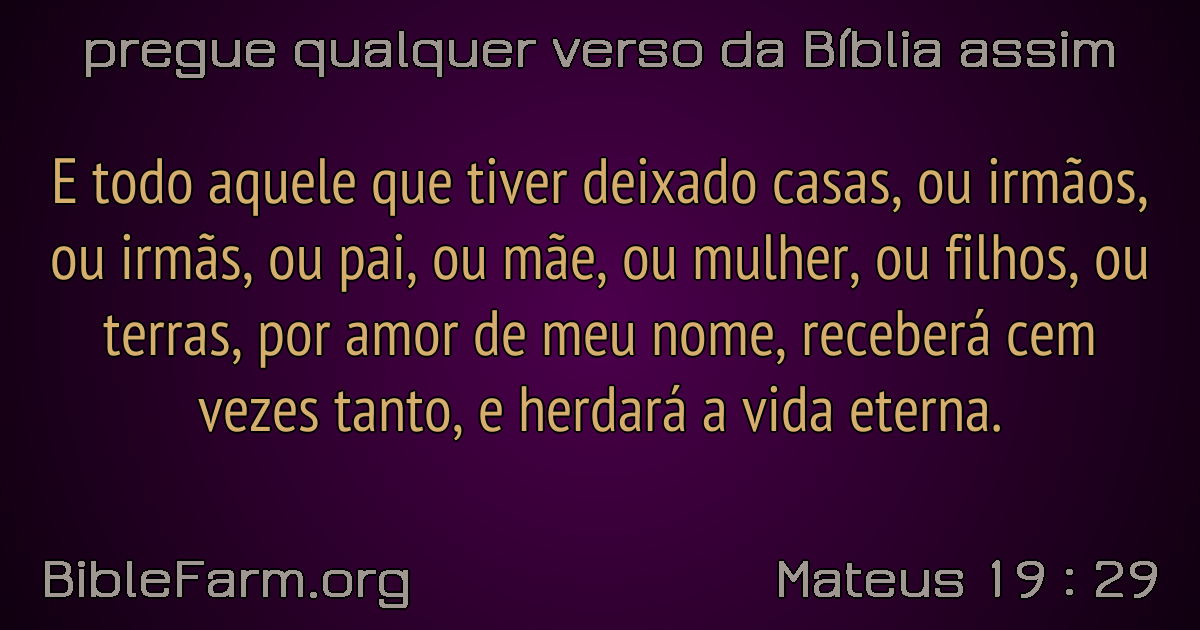 pregue qualquer verso da Bíblia assim
E todo aquele que tiver deixado casas, ou irmãos,
ou irmãs, ou pai, ou mãe, ou mulher, ou filhos, ou
terras, por amor de meu nome, receberá cem
vezes tanto, e herdará a vida eterna.
BibleFarm.org
Mateus 19 : 29